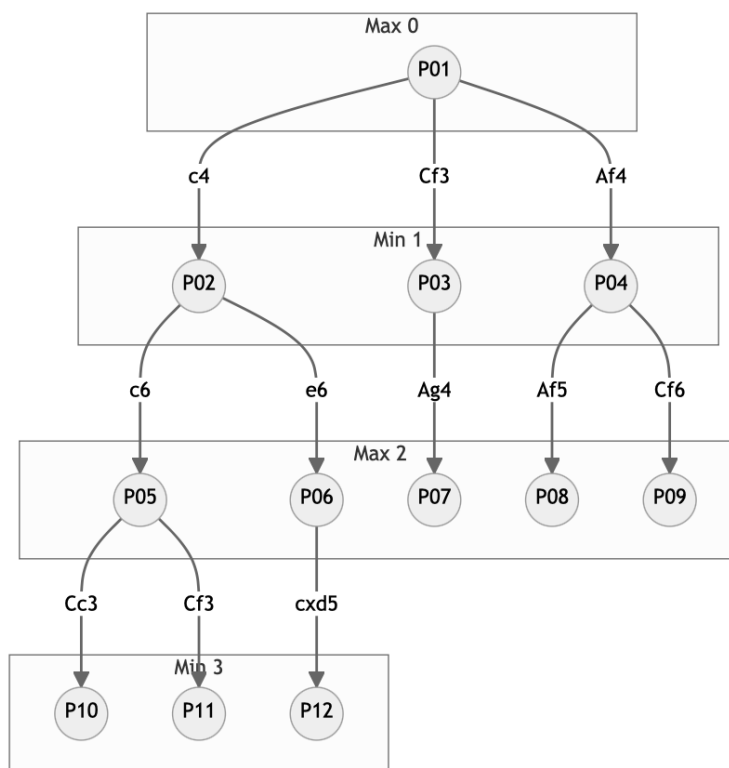 Max 0
P01
c4 Cf3 Af4
Min 1
P02 P03 P04
c6 e6 Ag4 Af5 Cf6
Max 2
P05 P06 P07 P08 P09
Cc3 Cf3 cxd5
Min 3
P10 P11 P12